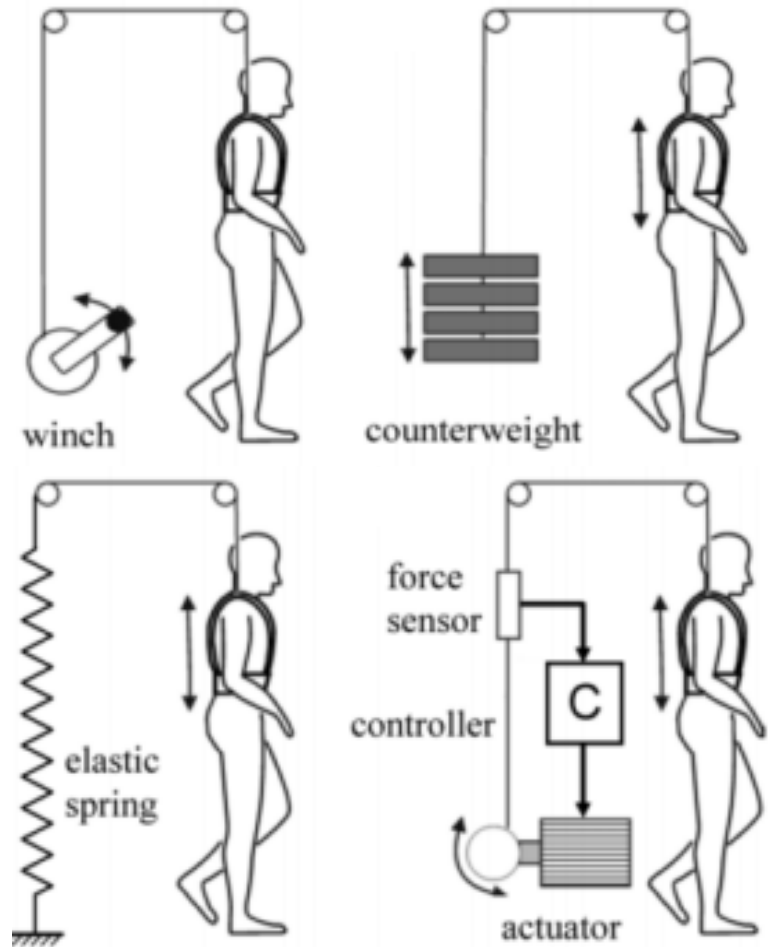 winch
counterweight
elastic
spring
force
sensor
controller
C
actuator